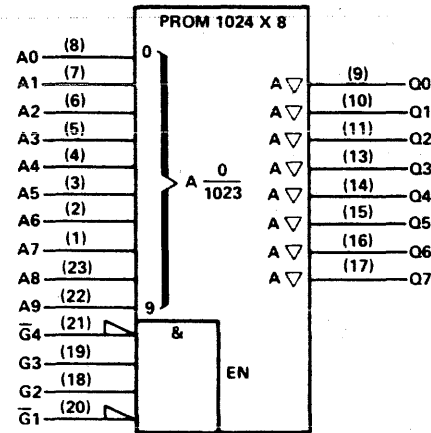 PROM 1024 X 8
A0 (8) 0 A ▽ (9) Q0
A1 (7) A ▽ (10) Q1
A2 (6) A ▽ (11) Q2
A3 (5) A ▽ (13) Q3
A4 (4) A 0/1023 A ▽ (14) Q4
A5 (3) A ▽ (15) Q5
A6 (2) A ▽ (16) Q6
A7 (1) A ▽ (17) Q7
A8 (23)
A9 (22) 9
G̅4 (21) &
G3 (19)
G2 (18) EN
G̅1 (20)